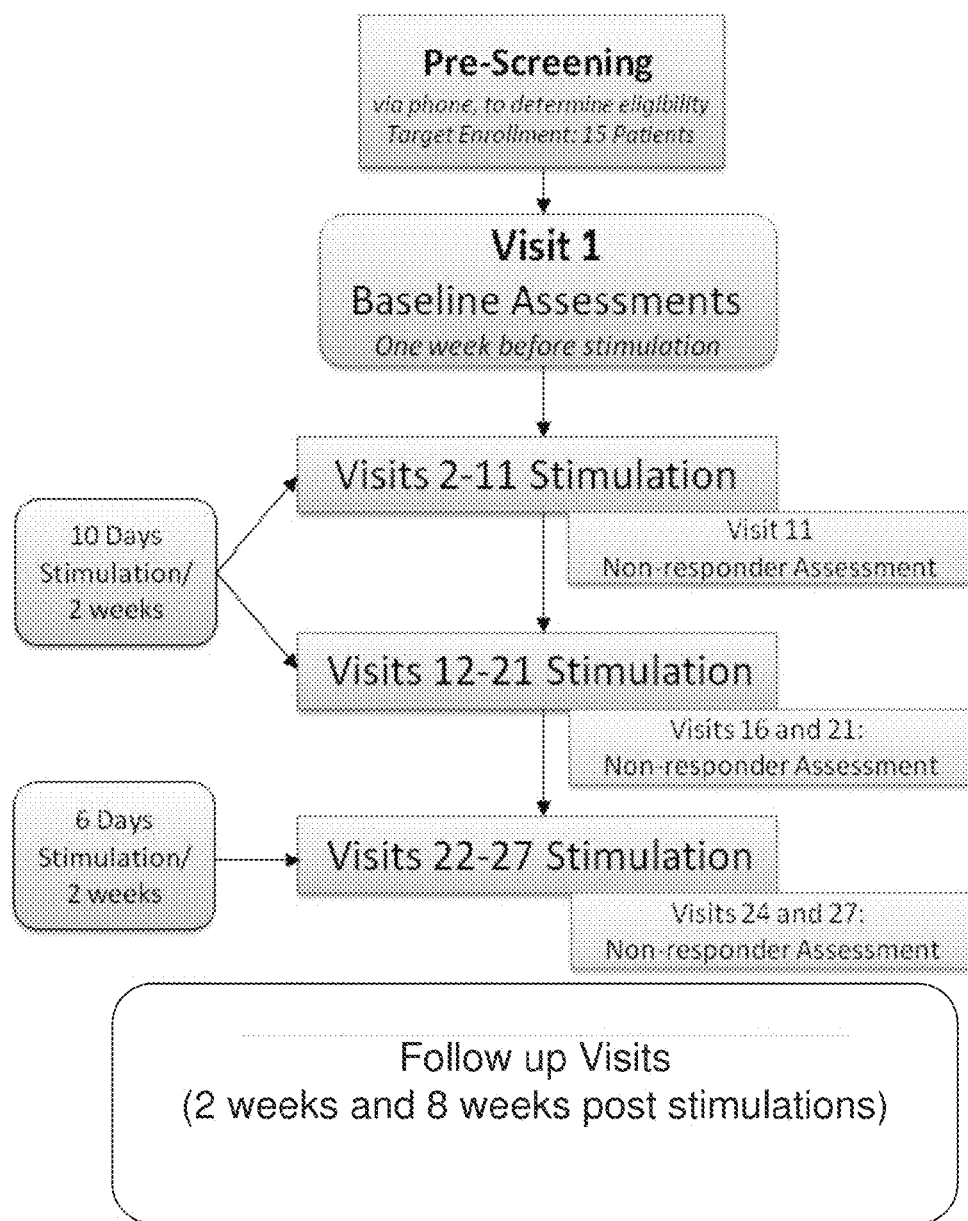 Pre-Screening
via phone, to determine eligibility
Target Enrollment: 15 Patients
Visit 1
Baseline Assessments
One week before stimulation
Visits 2-11 Stimulation
10 Days
Stimulation/
2 weeks
Visit 11
Non-responder Assessment
Visits 12-21 Stimulation
Visits 16 and 21:
Non-responder Assessment
6 Days
Stimulation/
2 weeks
Visits 22-27 Stimulation
Visits 24 and 27:
Non-responder Assessment
Follow up Visits
(2 weeks and 8 weeks post stimulations)